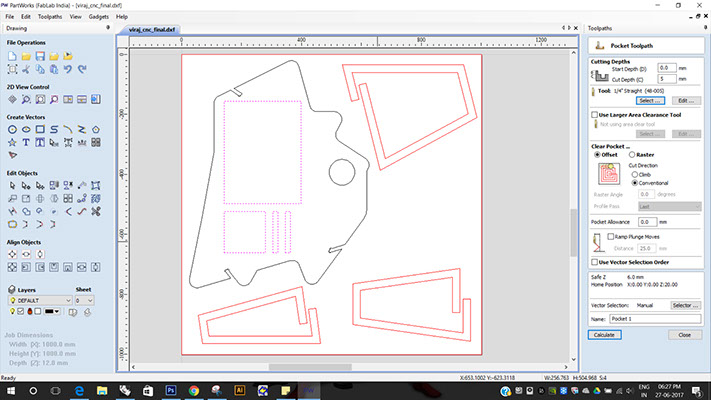 PartWorks (FabLab India) - [viraj_cnc_final.dxf]
File Edit Toolpaths View Gadgets Help
Drawing
File Operations
2D View Control
Create Vectors
Edit Objects
Align Objects
Layers Sheet
DEFAULT 0
Job Dimensions
Width (X): 1000.0 mm
Height (Y): 1000.0 mm
Depth (Z): 12.0 mm
Ready
viraj_cnc_final.dxf
0 200 400 600 800 1000 1200
0
-200
-400
-600
-800
-1000
Toolpaths
Pocket Toolpath
Cutting Depths
Start Depth (D) 0.0 mm
Cut Depth (C) 5 mm
Tool: 1/4" Straight (48-005)
Select ... Edit ...
Use Larger Area Clearance Tool
Not using area clear tool
Select ... Edit ...
Clear Pocket ...
Offset Raster
Cut Direction
Climb
Conventional
Raster Angle 0.0 degrees
Profile Pass Last
Pocket Allowance 0.0 mm
Ramp Plunge Moves
Distance 25.0 mm
Use Vector Selection Order
Safe Z 6.0 mm
Home Position X:0.00 Y:0.00 Z:20.00
Vector Selection: Manual Selector ...
Name: Pocket 1
Calculate Close
X:653.1002 Y:-623.3118 W:256.763 H:504.968 S:4
ENG
IN
06:27 PM
27-06-2017